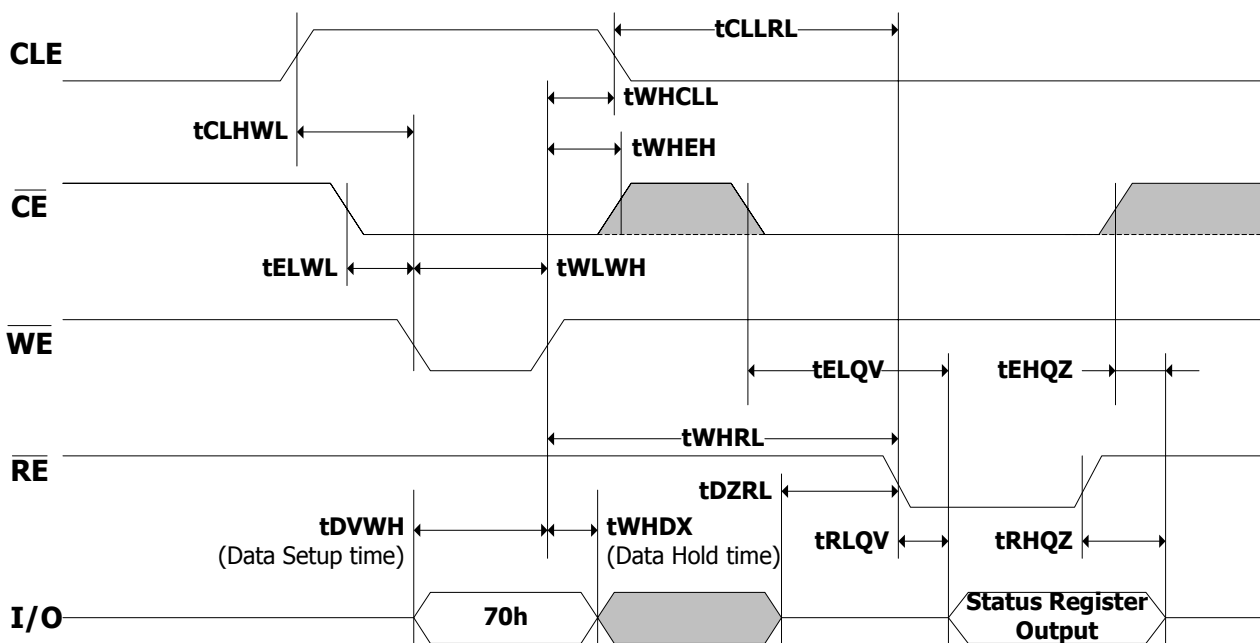 tCLLRL
CLE
tWHCLL
tCLHWL
tWHEH
CE
tELWL
tWLWH
WE
tELQV
tEHQZ
tWHRL
RE
tDZRL
tDVWH
(Data Setup time)
tWHDX
(Data Hold time)
tRLQV
tRHQZ
I/O
70h
Status Register
Output